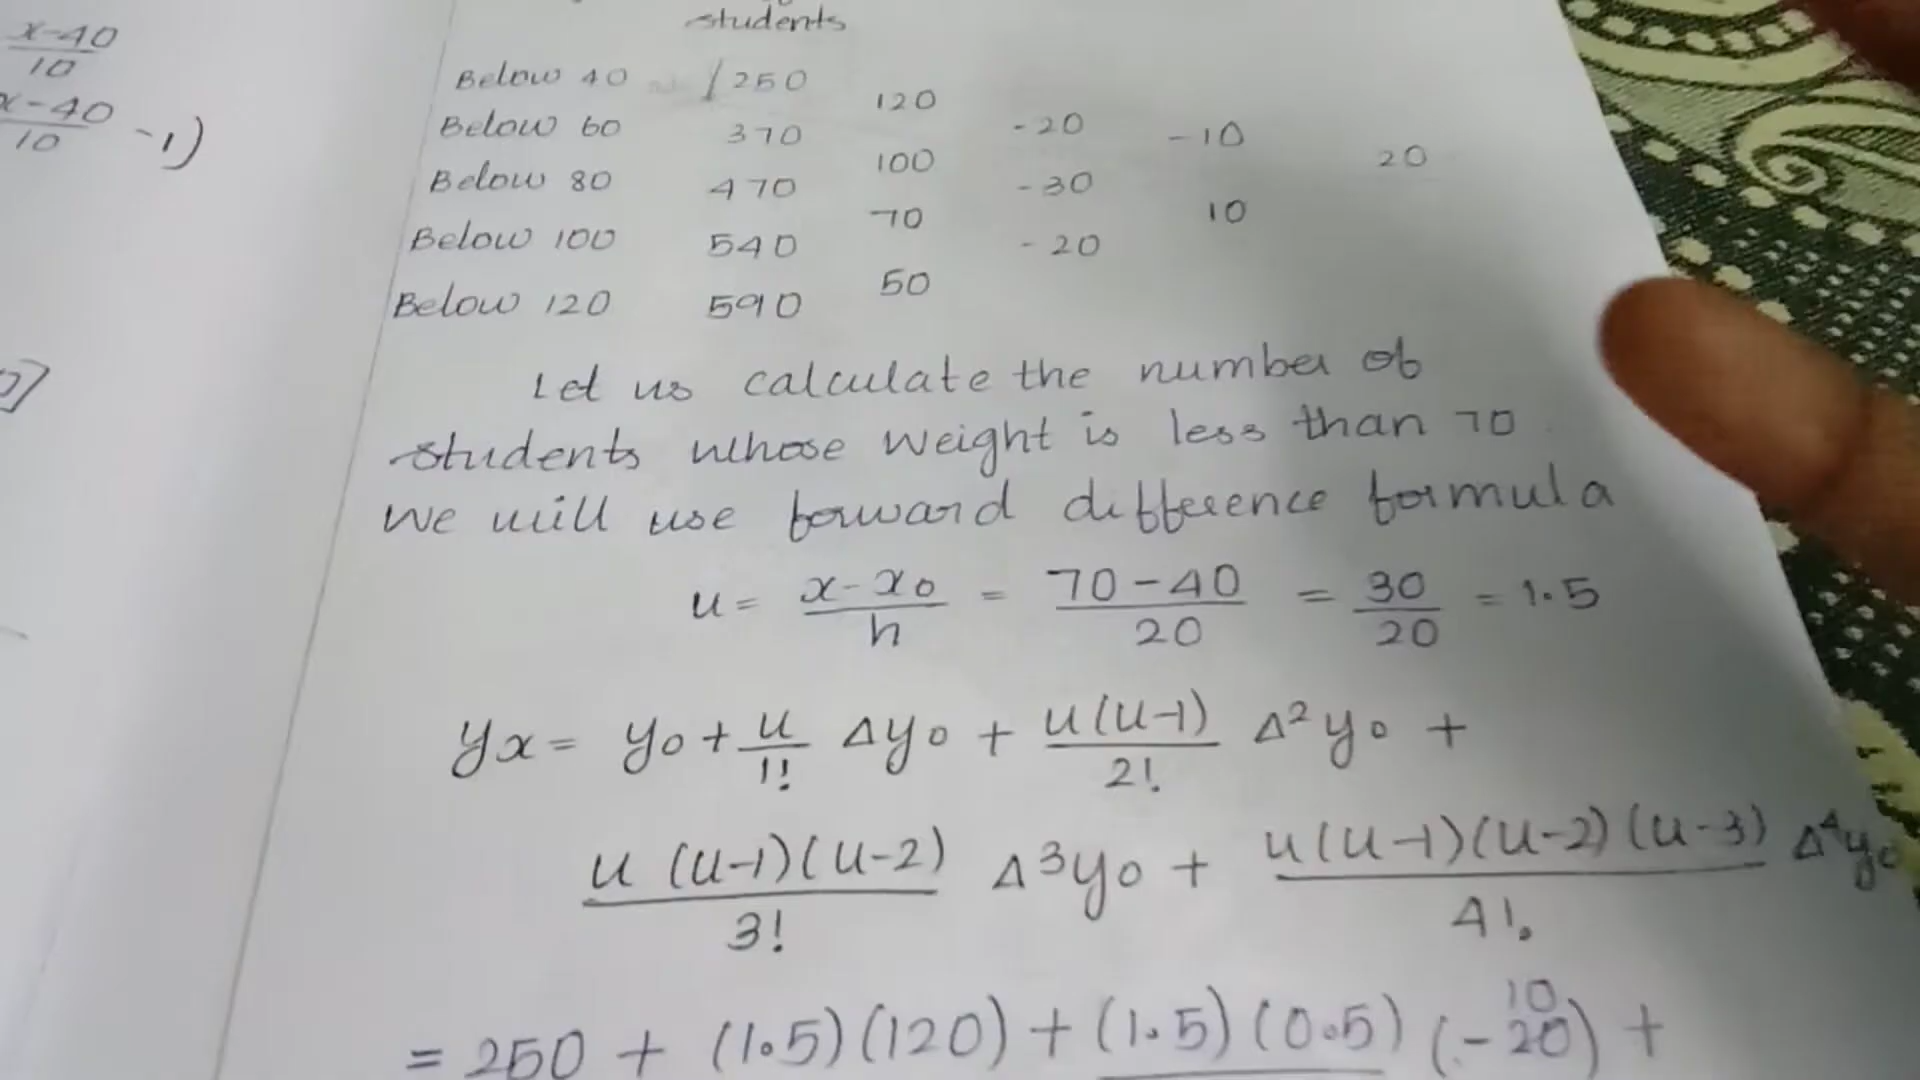 x-40
10
x-40
10 -1)
students
Below 40 250
120
Below 60 370 -20
100 -10
Below 80 470 -30 20
70 10
Below 100 540 -20
50
Below 120 590
Let us calculate the number of
students whose weight is less than 70
We will use forward difference formula
u = x-x0 / h = 70-40 / 20 = 30 / 20 = 1.5
yx = y0 + u / 1! Δy0 + u(u-1) / 2! Δ²y0 +
u (u-1)(u-2) / 3! Δ³y0 + u(u-1)(u-2)(u-3) / 4! Δ⁴y0
10
= 250 + (1.5)(120) + (1.5)(0.5) (-20) +